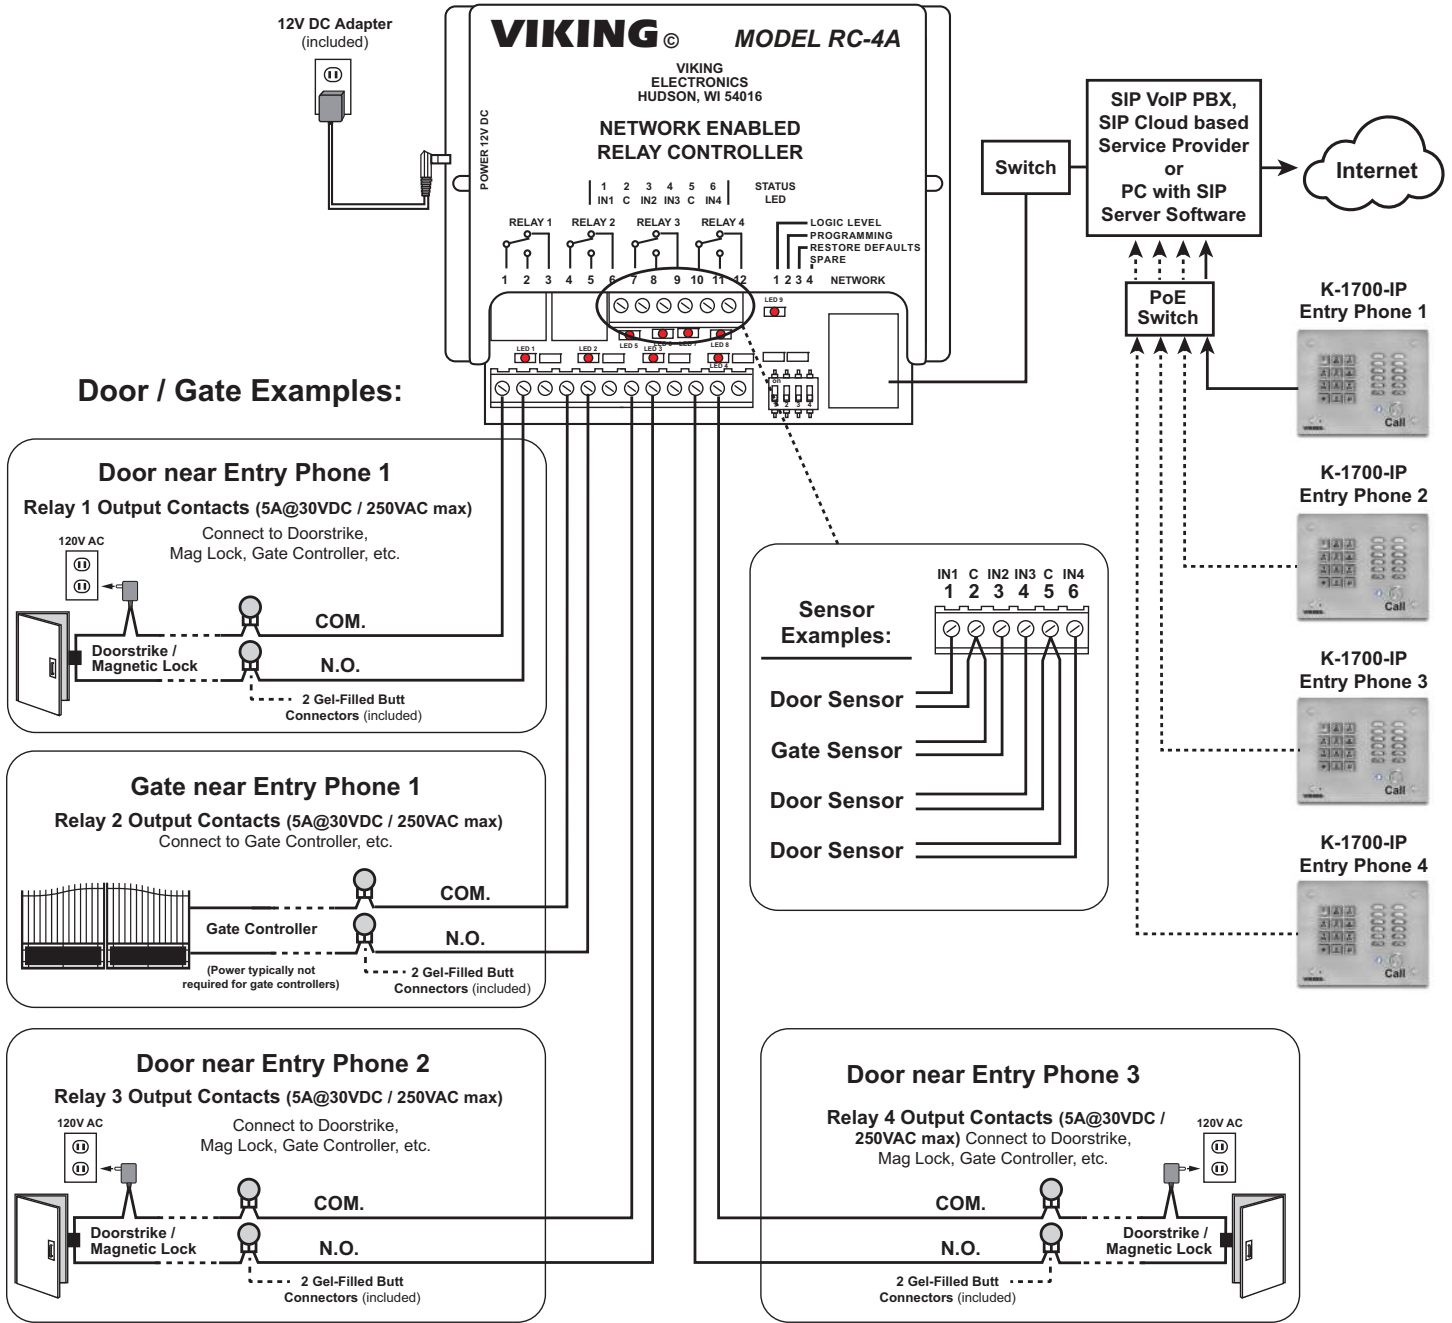 12V DC Adapter
(included)
VIKING ©
MODEL RC-4A
VIKING
ELECTRONICS
HUDSON, WI 54016
NETWORK ENABLED
RELAY CONTROLLER
POWER 12V DC
1 2 3 4 5 6
IN1 C IN2 IN3 C IN4
STATUS
LED
RELAY 1 RELAY 2 RELAY 3 RELAY 4
LOGIC LEVEL
PROGRAMMING
RESTORE DEFAULTS
SPARE
1 2 3 4 5 6 7 8 9 10 11 12
1 2 3 4
NETWORK
LED 9
LED 5
LED 8
LED 1 LED 2 LED 3
LED 4
on
1 2 3 4
Switch
SIP VoIP PBX,
SIP Cloud based
Service Provider
or
PC with SIP
Server Software
Internet
PoE
Switch
K-1700-IP
Entry Phone 1
Call
VIKING
K-1700-IP
Entry Phone 2
Call
VIKING
K-1700-IP
Entry Phone 3
Call
VIKING
K-1700-IP
Entry Phone 4
Call
VIKING
Door / Gate Examples:
Door near Entry Phone 1
Relay 1 Output Contacts (5A@30VDC / 250VAC max)
Connect to Doorstrike,
Mag Lock, Gate Controller, etc.
120V AC
COM.
Doorstrike /
Magnetic Lock
N.O.
2 Gel-Filled Butt
Connectors (included)
Gate near Entry Phone 1
Relay 2 Output Contacts (5A@30VDC / 250VAC max)
Connect to Gate Controller, etc.
COM.
Gate Controller
N.O.
(Power typically not
required for gate controllers)
2 Gel-Filled Butt
Connectors (included)
Door near Entry Phone 2
Relay 3 Output Contacts (5A@30VDC / 250VAC max)
Connect to Doorstrike,
Mag Lock, Gate Controller, etc.
120V AC
COM.
Doorstrike /
Magnetic Lock
N.O.
2 Gel-Filled Butt
Connectors (included)
Sensor
Examples:
IN1 C IN2 IN3 C IN4
1 2 3 4 5 6
Door Sensor
Gate Sensor
Door Sensor
Door Sensor
Door near Entry Phone 3
Relay 4 Output Contacts (5A@30VDC /
250VAC max) Connect to Doorstrike,
Mag Lock, Gate Controller, etc.
120V AC
COM.
Doorstrike /
Magnetic Lock
N.O.
2 Gel-Filled Butt
Connectors (included)